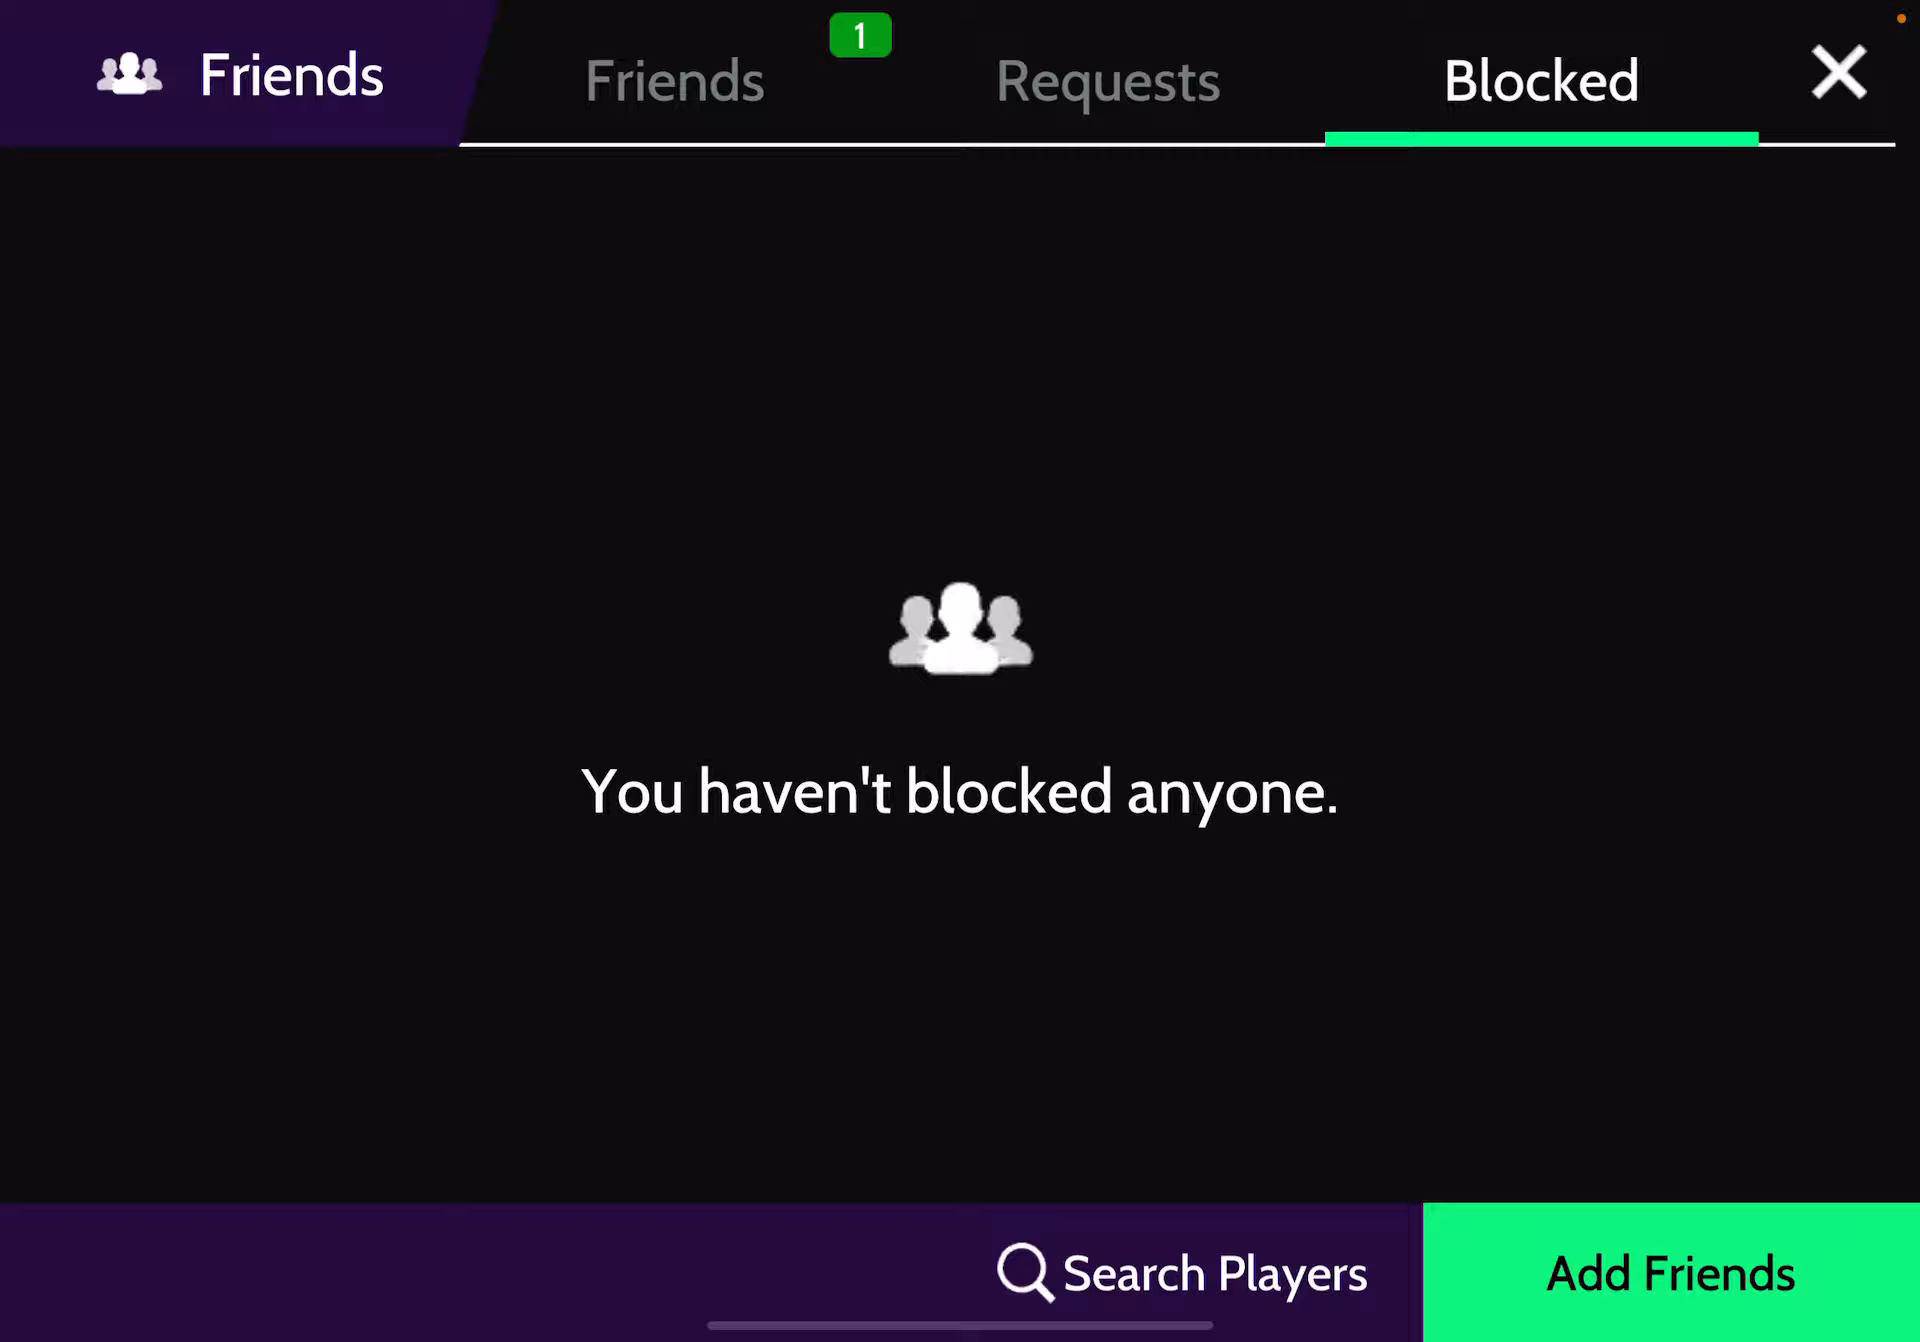 Friends
Friends
1
Requests
Blocked
You haven't blocked anyone.
Search Players
Add Friends